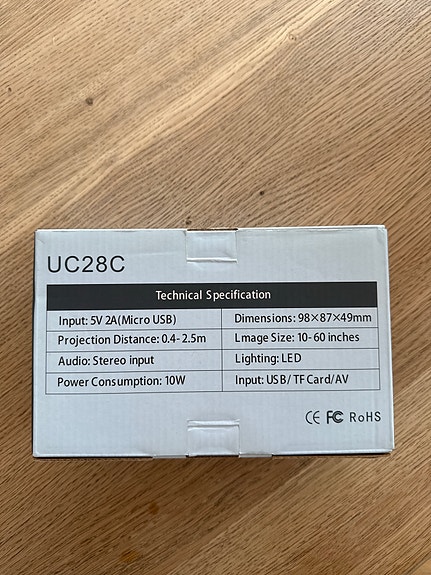 UC28C
Technical Specification
Input: 5V 2A(Micro USB)
Dimensions: 98×87×49mm
Projection Distance: 0.4-2.5m
Lmage Size: 10-60 inches
Audio: Stereo input
Lighting: LED
Power Consumption: 10W
Input: USB/TF Card/AV
CE FC RoHS